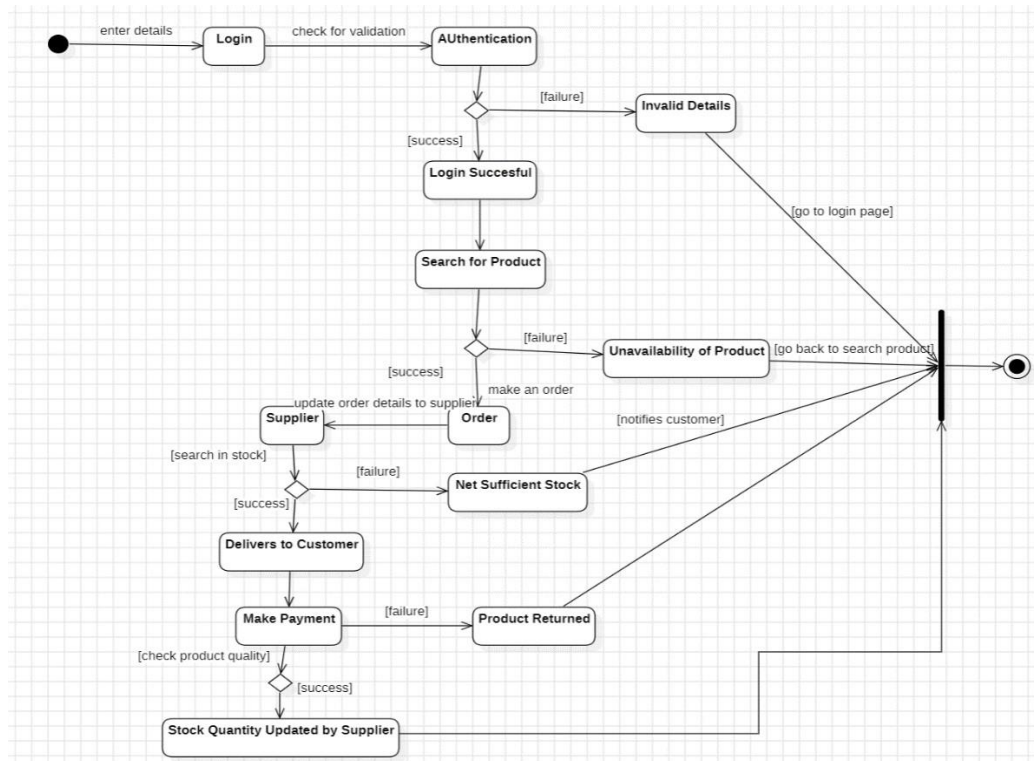 enter details
Login
check for validation
AUthentication
[failure]
Invalid Details
[success]
Login Succesful
[go to login page]
Search for Product
[failure]
Unavailability of Product
[go back to search product]
[success]
make an order
update order details to supplier
Supplier
Order
[notifies customer]
[search in stock]
[failure]
Net Sufficient Stock
[success]
Delivers to Customer
Make Payment
[failure]
Product Returned
[check product quality]
[success]
Stock Quantity Updated by Supplier